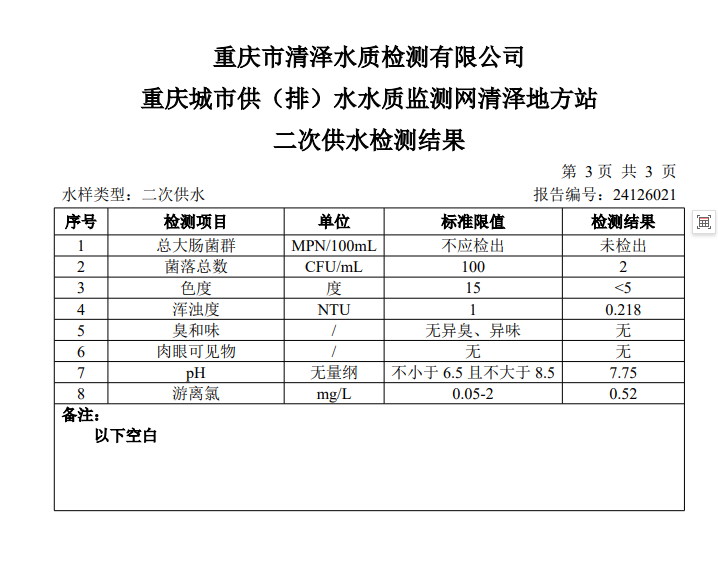 重庆市清泽水质检测有限公司
重庆城市供（排）水水质监测网清泽地方站
二次供水检测结果
第 3 页 共 3 页
水样类型：二次供水 报告编号：24126021
序号 检测项目 单位 标准限值 检测结果
1 总大肠菌群 MPN/100mL 不应检出 未检出
2 菌落总数 CFU/mL 100 2
3 色度 度 15 <5
4 浑浊度 NTU 1 0.218
5 臭和味 / 无异臭、异味 无
6 肉眼可见物 / 无 无
7 pH 无量纲 不小于 6.5 且不大于 8.5 7.75
8 游离氯 mg/L 0.05-2 0.52
备注：
以下空白